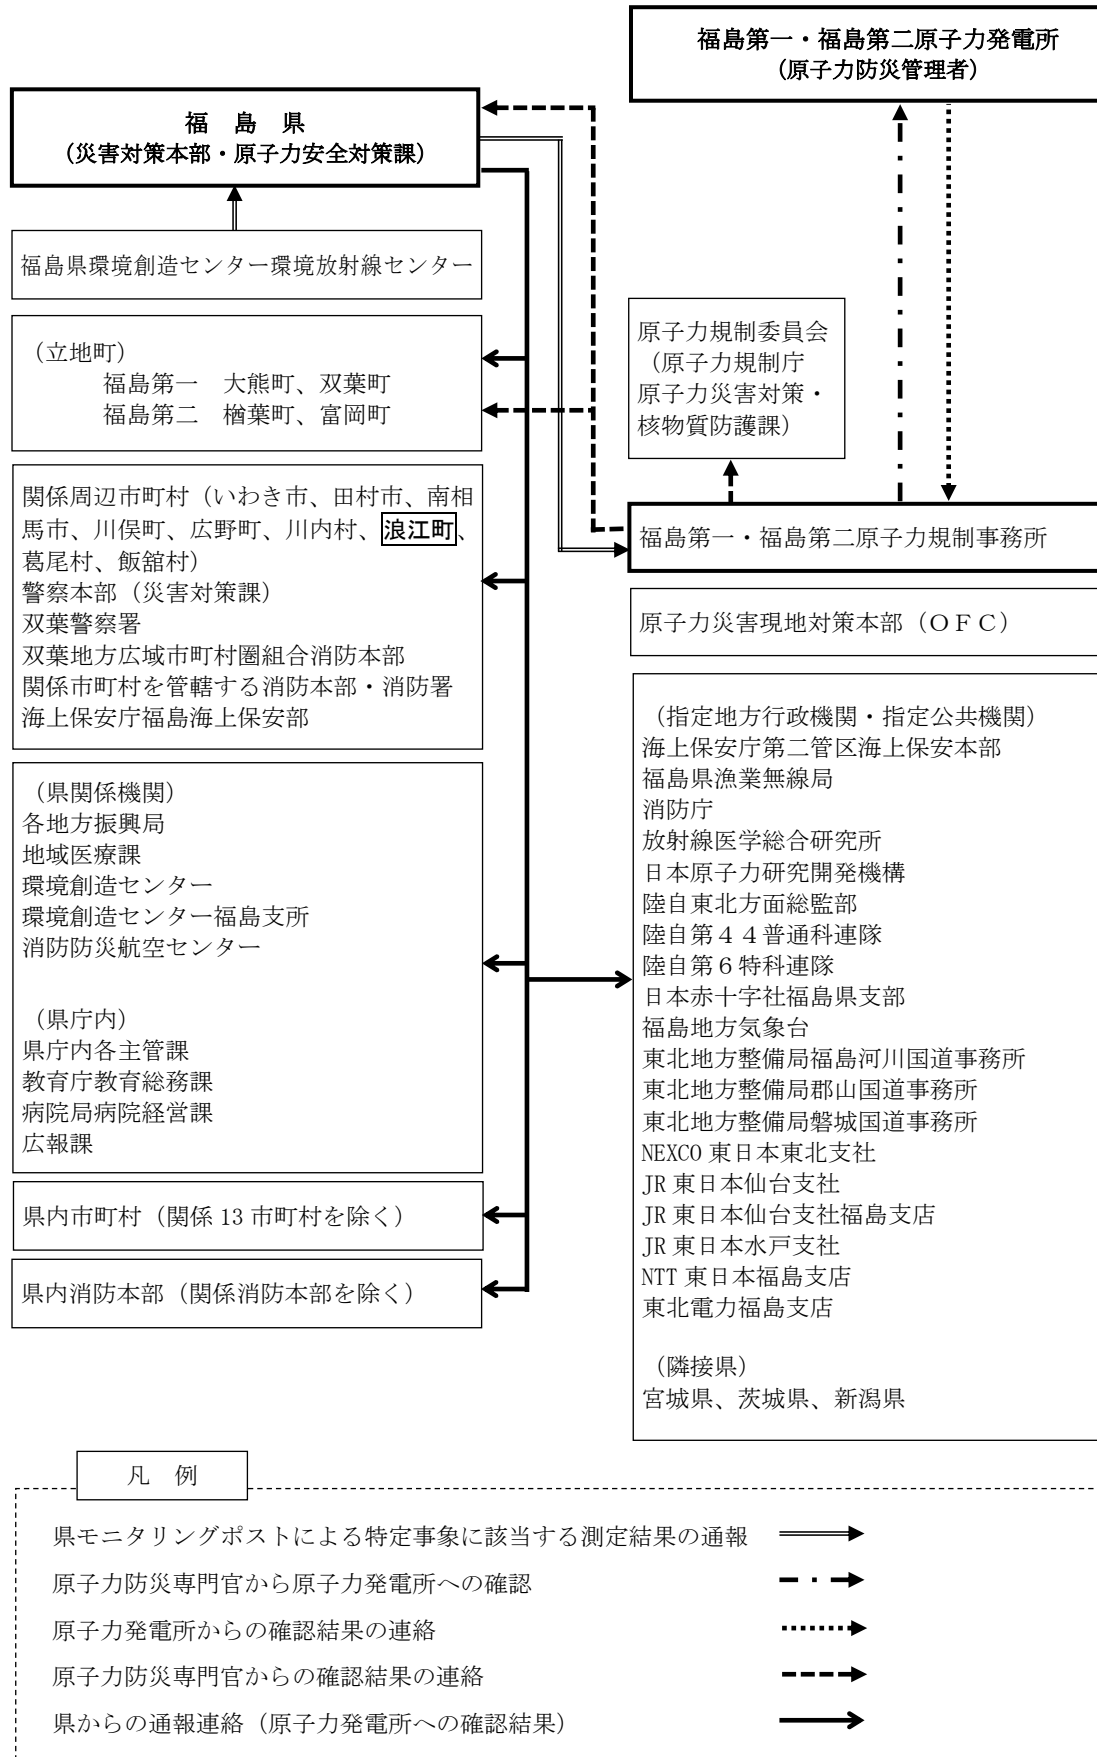 福島第一・福島第二原子力発電所
(原子力防災管理者)
福　島　県
(災害対策本部・原子力安全対策課)
福島県環境創造センター環境放射線センター
（立地町）
福島第一　大熊町、双葉町
福島第二　楢葉町、富岡町
原子力規制委員会
（原子力規制庁
原子力災害対策・
核物質防護課）
関係周辺市町村（いわき市、田村市、南相
馬市、川俣町、広野町、川内村、浪江町、
葛尾村、飯舘村）
警察本部（災害対策課）
双葉警察署
双葉地方広域市町村圏組合消防本部
関係市町村を管轄する消防本部・消防署
海上保安庁福島海上保安部
福島第一・福島第二原子力規制事務所
原子力災害現地対策本部（ＯＦＣ）
（県関係機関）
各地方振興局
地域医療課
環境創造センター
環境創造センター福島支所
消防防災航空センター
（県庁内）
県庁内各主管課
教育庁教育総務課
病院局病院経営課
広報課
県内市町村（関係 13 市町村を除く）
県内消防本部（関係消防本部を除く）
（指定地方行政機関・指定公共機関）
海上保安庁第二管区海上保安本部
福島県漁業無線局
消防庁
放射線医学総合研究所
日本原子力研究開発機構
陸自東北方面総監部
陸自第４４普通科連隊
陸自第６特科連隊
日本赤十字社福島県支部
福島地方気象台
東北地方整備局福島河川国道事務所
東北地方整備局郡山国道事務所
東北地方整備局磐城国道事務所
NEXCO 東日本東北支社
JR 東日本仙台支社
JR 東日本仙台支社福島支店
JR 東日本水戸支社
NTT 東日本福島支店
東北電力福島支店
（隣接県）
宮城県、茨城県、新潟県
凡　例
県モニタリングポストによる特定事象に該当する測定結果の通報
原子力防災専門官から原子力発電所への確認
原子力発電所からの確認結果の連絡
原子力防災専門官からの確認結果の連絡
県からの通報連絡（原子力発電所への確認結果）